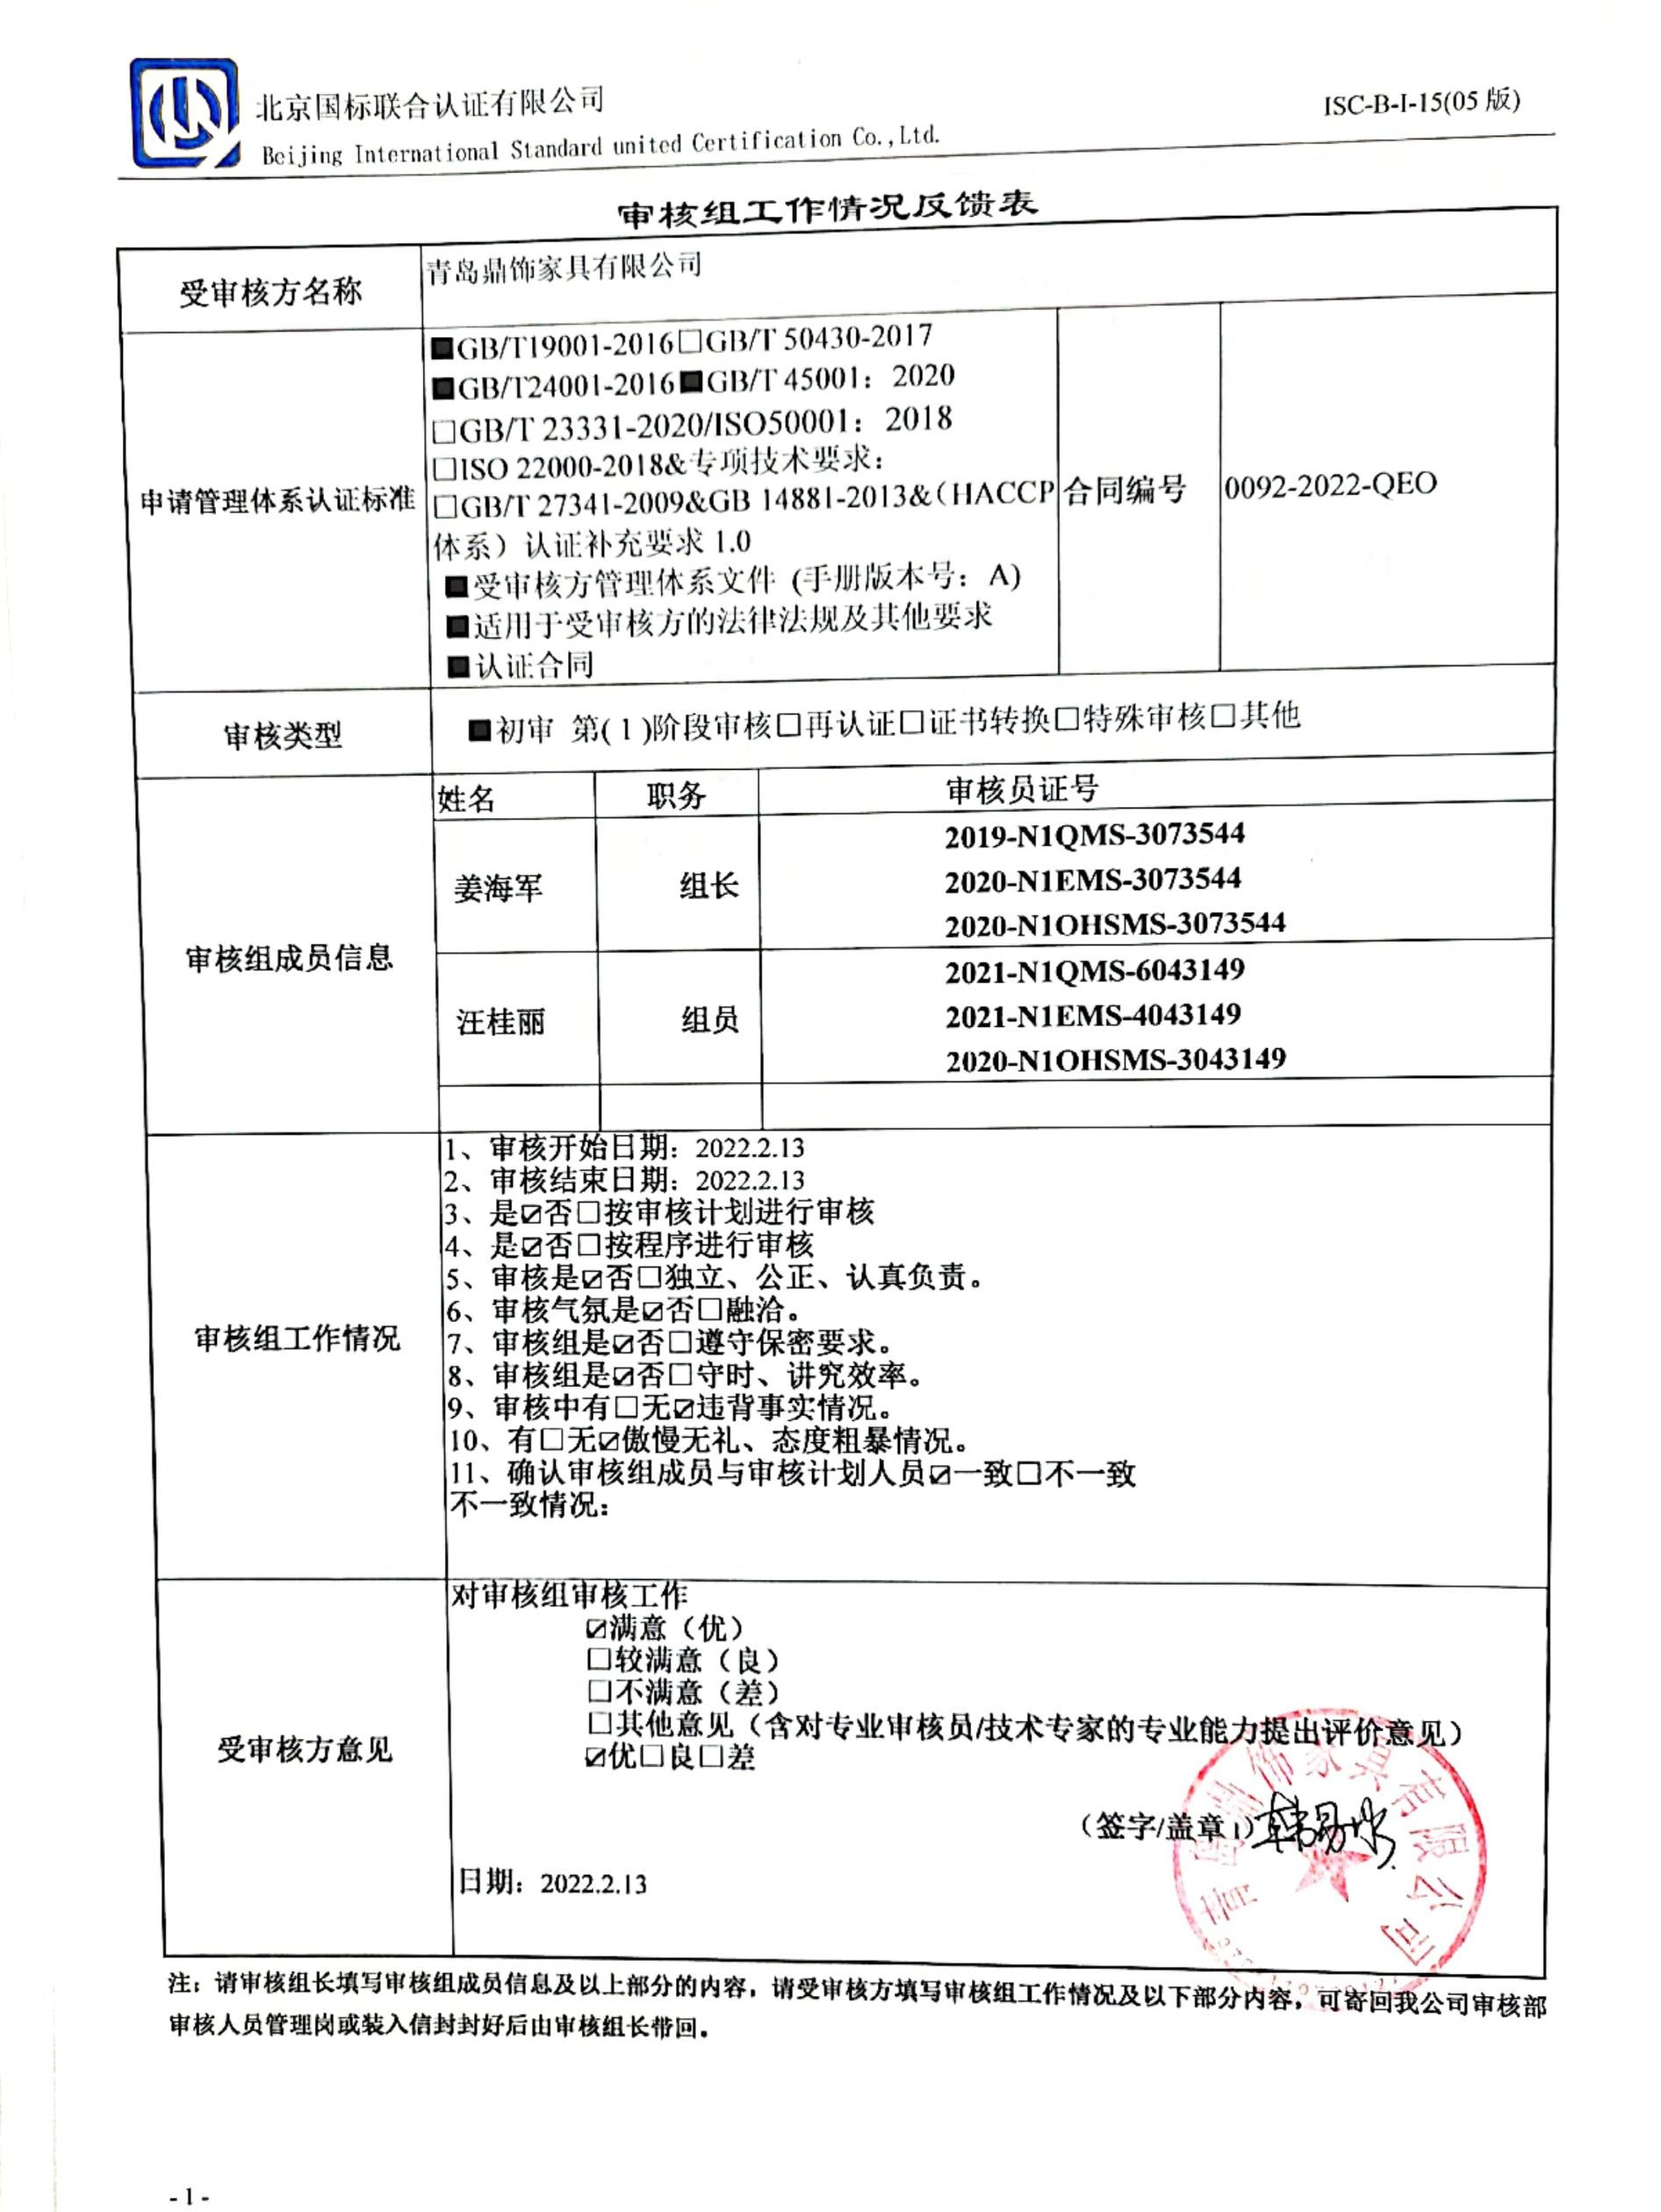 北京国标联合认证有限公司
ISC-B-I-15(05 版)
Beijing International Standard united Certification Co.,Ltd.
审核组工作情况反馈表
受审核方名称
青岛鼎饰家具有限公司
申请管理体系认证标准
■GB/T19001-2016□GB/T 50430-2017
■GB/T24001-2016■GB/T 45001：2020
□GB/T 23331-2020/ISO50001：2018
□ISO 22000-2018&专项技术要求：
□GB/T 27341-2009&GB 14881-2013&（HACCP
体系）认证补充要求 1.0
■受审核方管理体系文件 (手册版本号：A)
■适用于受审核方的法律法规及其他要求
■认证合同
合同编号
0092-2022-QEO
审核类型
■初审 第( 1 )阶段审核□再认证□证书转换□特殊审核□其他
审核组成员信息
姓名 职务 审核员证号
姜海军 组长
2019-N1QMS-3073544
2020-N1EMS-3073544
2020-N1OHSMS-3073544
汪桂丽 组员
2021-N1QMS-6043149
2021-N1EMS-4043149
2020-N1OHSMS-3043149
审核组工作情况
1、审核开始日期：2022.2.13
2、审核结束日期：2022.2.13
3、是☑否□按审核计划进行审核
4、是☑否□按程序进行审核
5、审核是☑否□独立、公正、认真负责。
6、审核气氛是☑否□融洽。
7、审核组是☑否□遵守保密要求。
8、审核组是☑否□守时、讲究效率。
9、审核中有□无☑违背事实情况。
10、有□无☑傲慢无礼、态度粗暴情况。
11、确认审核组成员与审核计划人员☑一致□不一致
不一致情况：
受审核方意见
对审核组审核工作
☑满意（优）
□较满意（良）
□不满意（差）
□其他意见（含对专业审核员/技术专家的专业能力提出评价意见）
☑优□良□差
（签字/盖章）
青岛鼎饰家具有限公司
日期：2022.2.13
注：请审核组长填写审核组成员信息及以上部分的内容，请受审核方填写审核组工作情况及以下部分内容，可寄回我公司审核部
审核人员管理岗或装入信封封好后由审核组长带回。
- 1 -